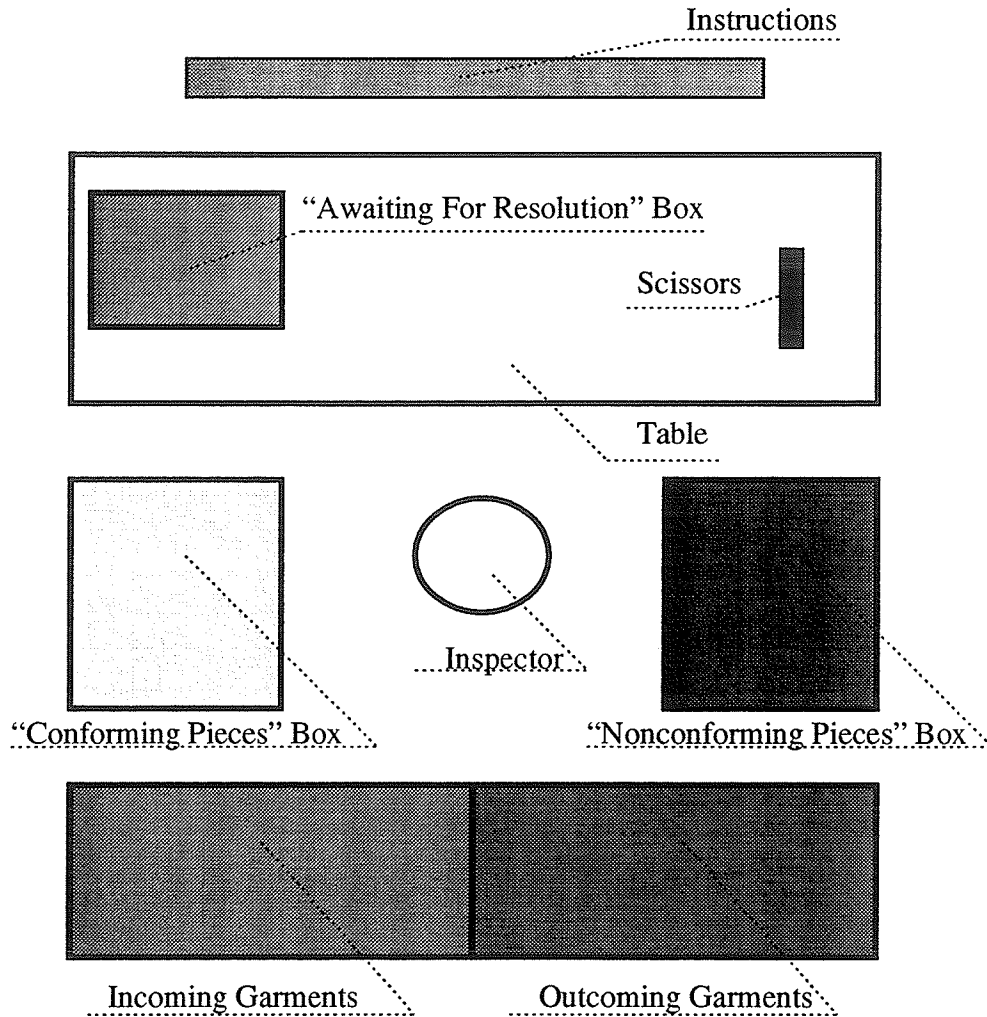 Instructions
“Awaiting For Resolution” Box
Scissors
Table
Inspector
“Conforming Pieces” Box
“Nonconforming Pieces” Box
Incoming Garments
Outcoming Garments